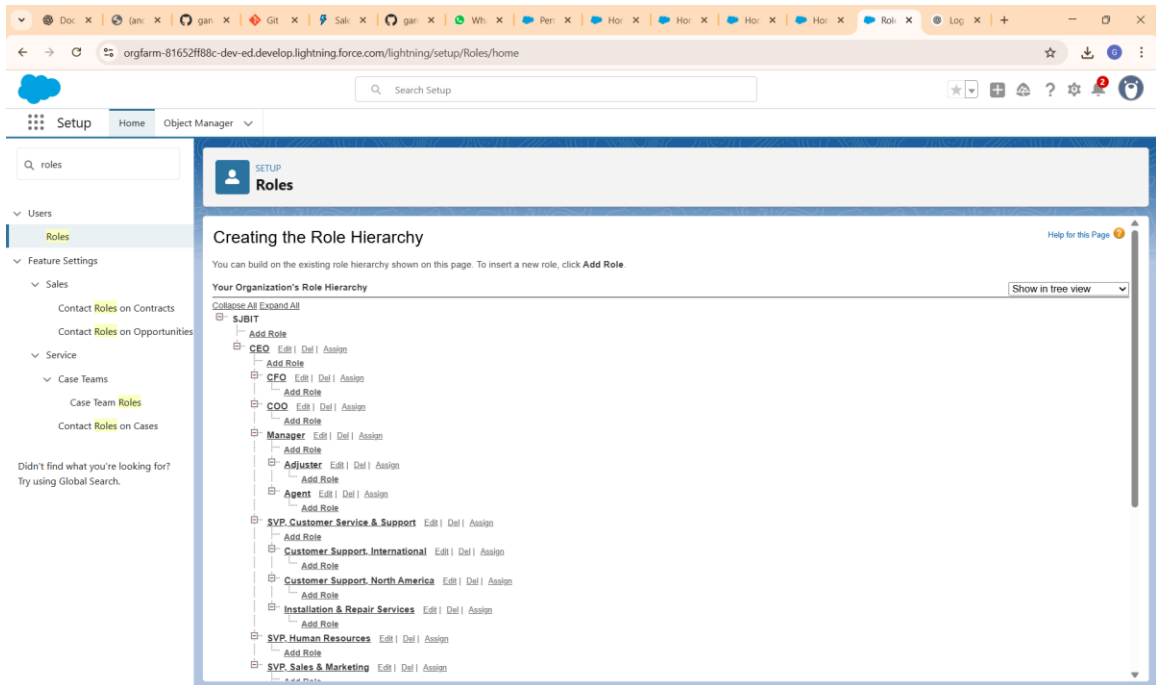 Doc
(anc
gan
Git
Sale
gan
Wh
Per
Hor
Hor
Hor
Hor
Role
Log
orgfarm-81652ff88c-dev-ed.develop.lightning.force.com/lightning/setup/Roles/home
G
Search Setup
2
Setup
Home
Object Manager
roles
Users
Roles
Feature Settings
Sales
Contact Roles on Contracts
Contact Roles on Opportunities
Service
Case Teams
Case Team Roles
Contact Roles on Cases
Didn't find what you're looking for?
Try using Global Search.
SETUP
Roles
Creating the Role Hierarchy
Help for this Page
You can build on the existing role hierarchy shown on this page. To insert a new role, click Add Role.
Your Organization's Role Hierarchy
Show in tree view
Collapse All Expand All
SJBIT
Add Role
CEO Edit | Del | Assign
Add Role
CFO Edit | Del | Assign
Add Role
COO Edit | Del | Assign
Add Role
Manager Edit | Del | Assign
Add Role
Adjuster Edit | Del | Assign
Add Role
Agent Edit | Del | Assign
Add Role
SVP, Customer Service & Support Edit | Del | Assign
Add Role
Customer Support, International Edit | Del | Assign
Add Role
Customer Support, North America Edit | Del | Assign
Add Role
Installation & Repair Services Edit | Del | Assign
Add Role
SVP, Human Resources Edit | Del | Assign
Add Role
SVP, Sales & Marketing Edit | Del | Assign
Add Role